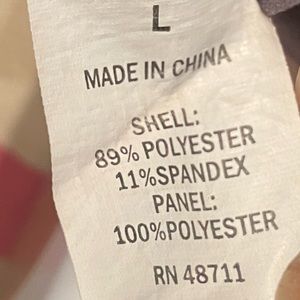 L
MADE IN CHINA
SHELL:
89% POLYESTER
11%SPANDEX
PANEL:
100%POLYESTER
RN 48711